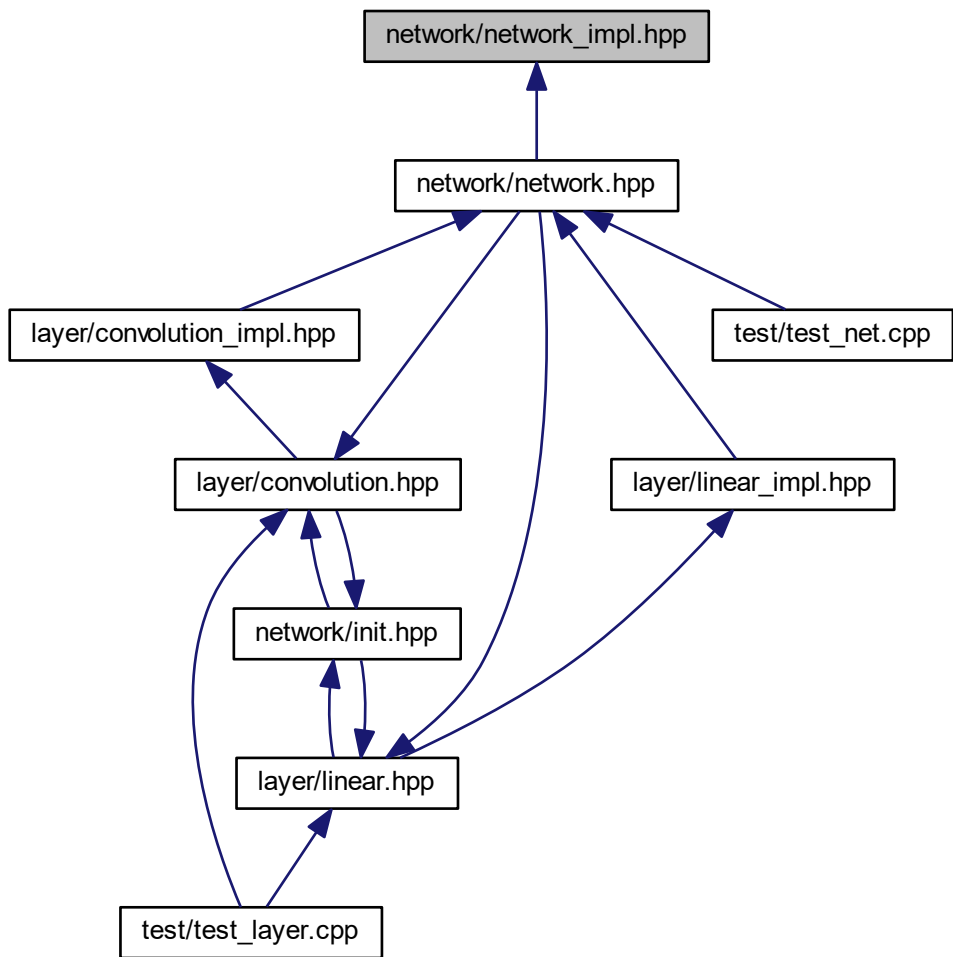 network/network_impl.hpp
network/network.hpp
layer/convolution_impl.hpp
test/test_net.cpp
layer/convolution.hpp
layer/linear_impl.hpp
network/init.hpp
layer/linear.hpp
test/test_layer.cpp